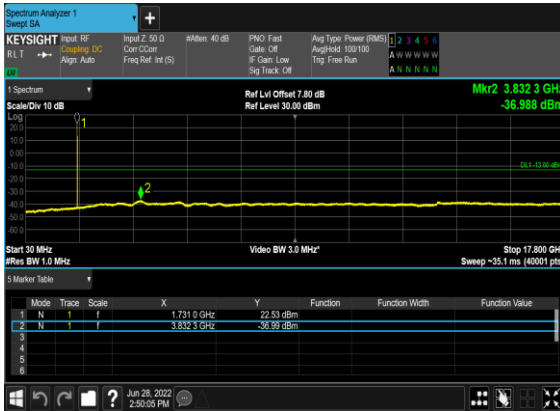 Spectrum Analyzer 1
Swept SA
+
KEYSIGHT Input: RF Input Z: 50 Ω #Atten: 40 dB PNO: Fast Avg Type: Power (RMS) 1 2 3 4 5 6
RLT Coupling: DC Corr CCorr Gate: Off Avg|Hold: 100/100 A W W W W W
Align: Auto Freq Ref: Int (S) IF Gain: Low Trig: Free Run
Sig Track: Off A N N N N N
1 Spectrum
Ref Lvl Offset 7.80 dB Mkr2 3.832 3 GHz
Scale/Div 10 dB Ref Level 30.00 dBm -36.988 dBm
Log
20.0
10.0
0.00
-10.0
-20.0
-30.0
-40.0
-50.0
-60.0
1
2
DL1 -13.00 dBm
Start 30 MHz Video BW 3.0 MHz* Stop 17.800 GH
#Res BW 1.0 MHz Sweep ~35.1 ms (40001 pts
5 Marker Table
Mode Trace Scale X Y Function Function Width Function Value
1 N 1 f 1.731 0 GHz 22.53 dBm
2 N 1 f 3.832 3 GHz -36.99 dBm
3
4
5
6
? Jun 28, 2022
2:50:05 PM